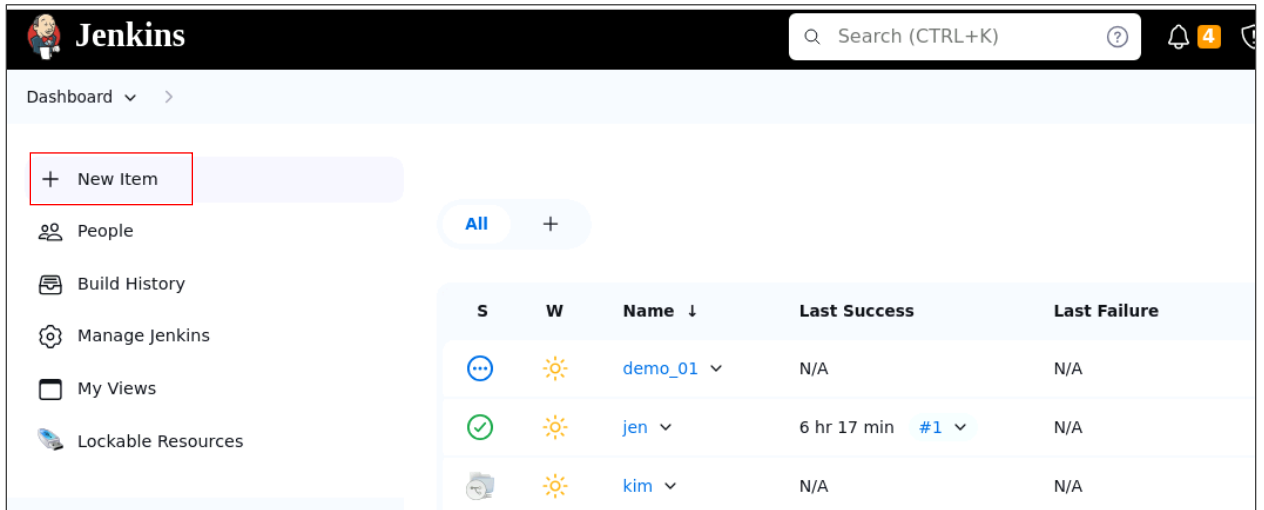 Jenkins
Search (CTRL+K)
4
Dashboard
New Item
People
Build History
Manage Jenkins
My Views
Lockable Resources
All
S W Name ↓ Last Success Last Failure
demo_01 N/A N/A
jen 6 hr 17 min #1 N/A
kim N/A N/A